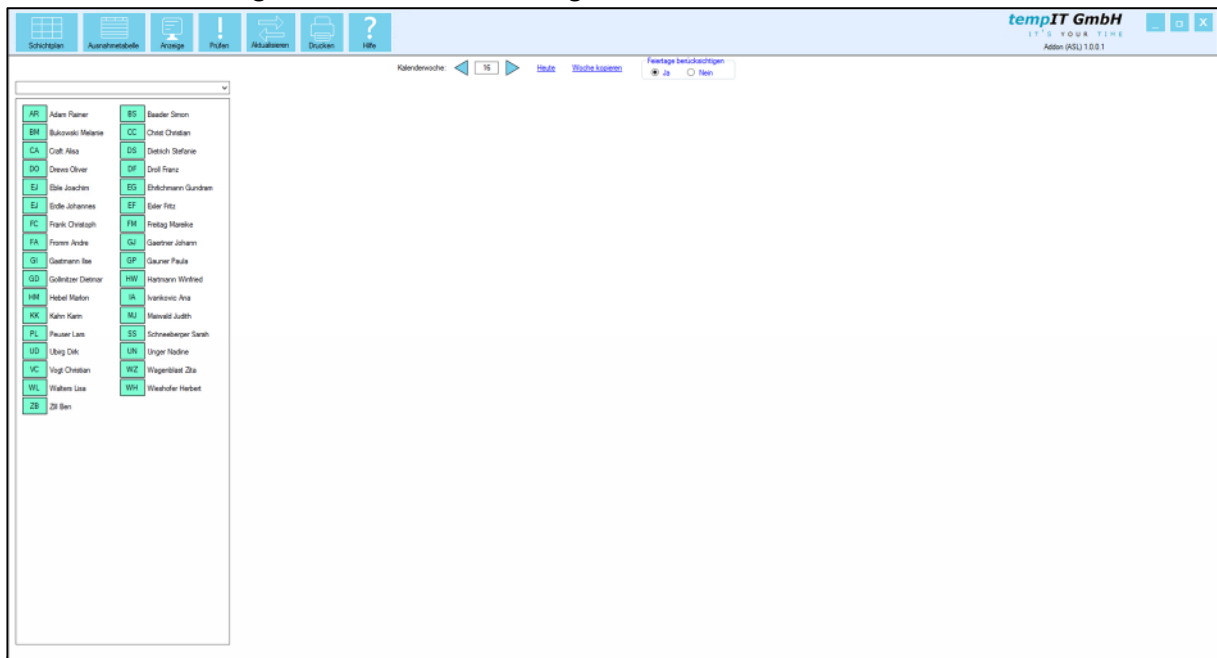 tempIT GmbH
IT'S YOUR TIME
Addon (ASL) 1.0.0.1
_ □ X
Schichtplan Ausnahmetabelle Anzeige Prüfen Aktualisieren Drucken Hilfe
Kalenderwoche: 16 Heute Woche kopieren
Feiertage berücksichtigen
Ja Nein
AR Adam Rainer BS Baader Simon
BM Bukowski Melanie CC Christ Christian
CA Craft Alisa DS Dietrich Stefanie
DO Drews Oliver DF Droll Franz
EJ Eble Joachim EG Ehrlichmann Gundram
EJ Erdle Johannes EF Exler Fritz
FC Frank Christoph FM Freitag Mareike
FA Fromm Andre GJ Gaertner Johann
GI Gastmann Ilse GP Gauner Paula
GD Gollnitzer Dietmar HW Hartmann Winfried
HM Hebel Marlon IA Ivankovic Ana
KK Kahn Karin MJ Maiwald Judith
PL Peuser Lars SS Schneeberger Sarah
UD Ubirg Dirk UN Unger Nadine
VC Vogt Christian WZ Wagenblast Zita
WL Walters Lisa WH Wieshofer Herbert
ZB Zill Ben